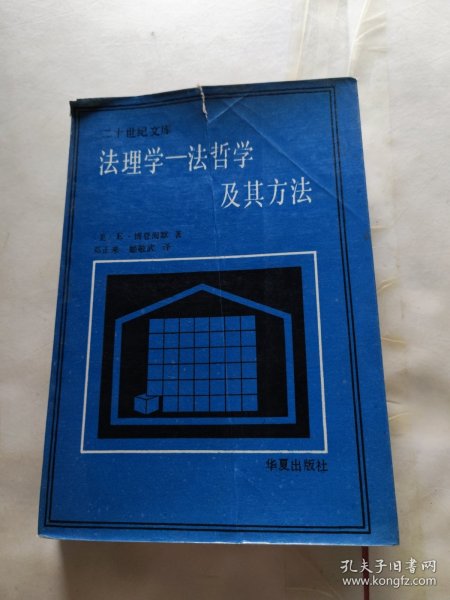 二十世纪文库
法理学—法哲学
及其方法
美 E·博登海默 著
邓正来 姬敬武 译
华夏出版社
孔夫子旧书网
www.kongfz.com